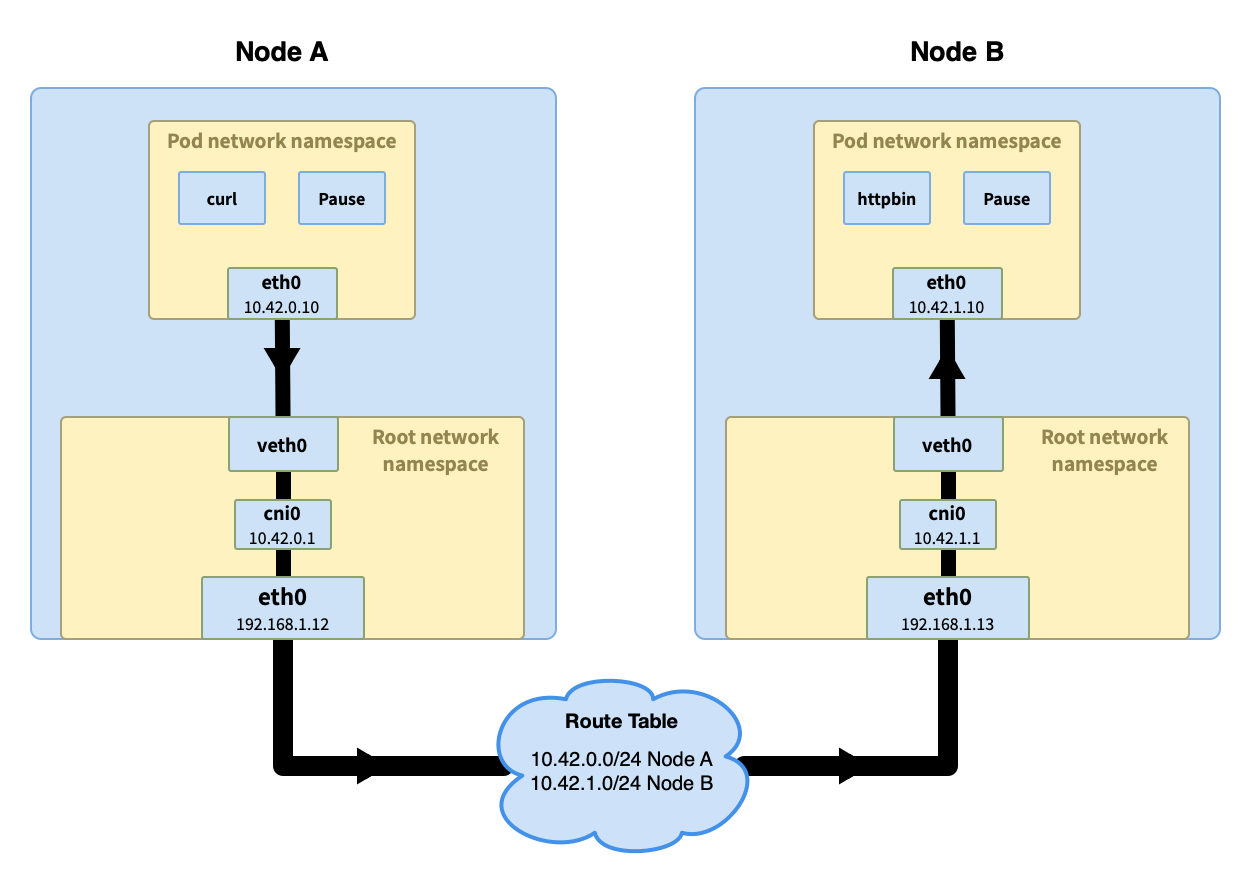 Node A
Pod network namespace
curl
Pause
eth0
10.42.0.10
veth0
Root network
namespace
cni0
10.42.0.1
eth0
192.168.1.12
Node B
Pod network namespace
httpbin
Pause
eth0
10.42.1.10
veth0
Root network
namespace
cni0
10.42.1.1
eth0
192.168.1.13
Route Table
10.42.0.0/24 Node A
10.42.1.0/24 Node B